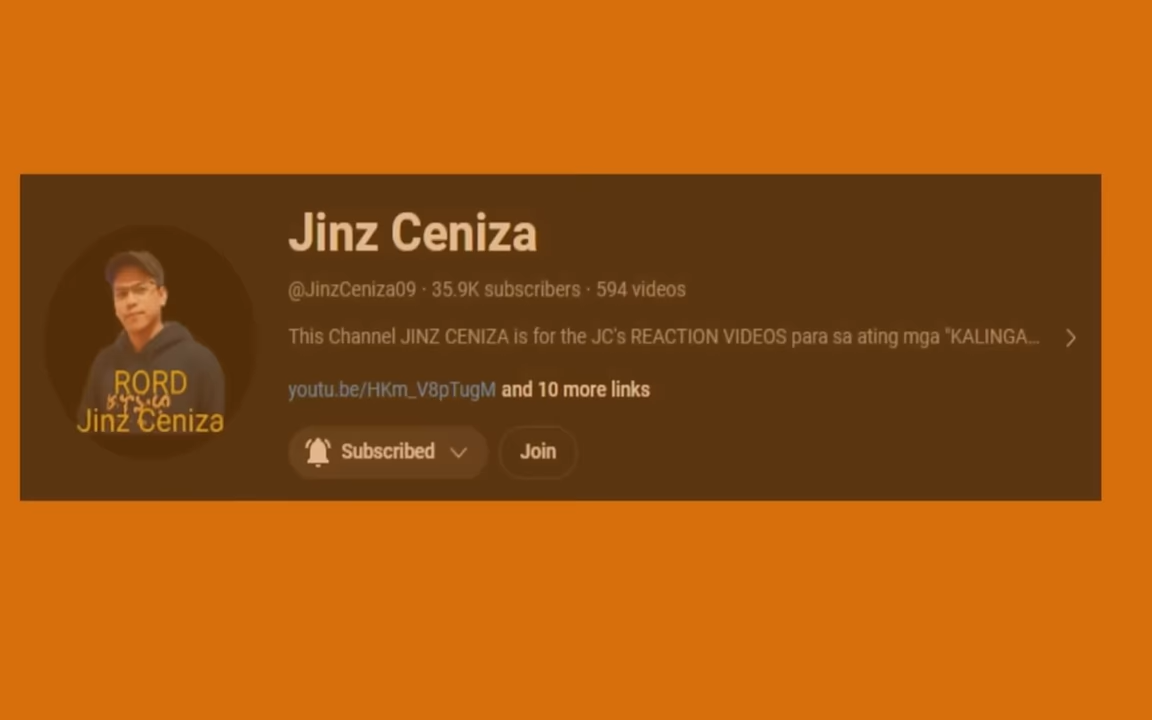 Jinz Ceniza
@JinzCeniza09 · 35.9K subscribers · 594 videos
This Channel JINZ CENIZA is for the JC's REACTION VIDEOS para sa ating mga "KALINGA...
youtu.be/HKm_V8pTugM and 10 more links
Subscribed
Join
RORD
Jinz Ceniza